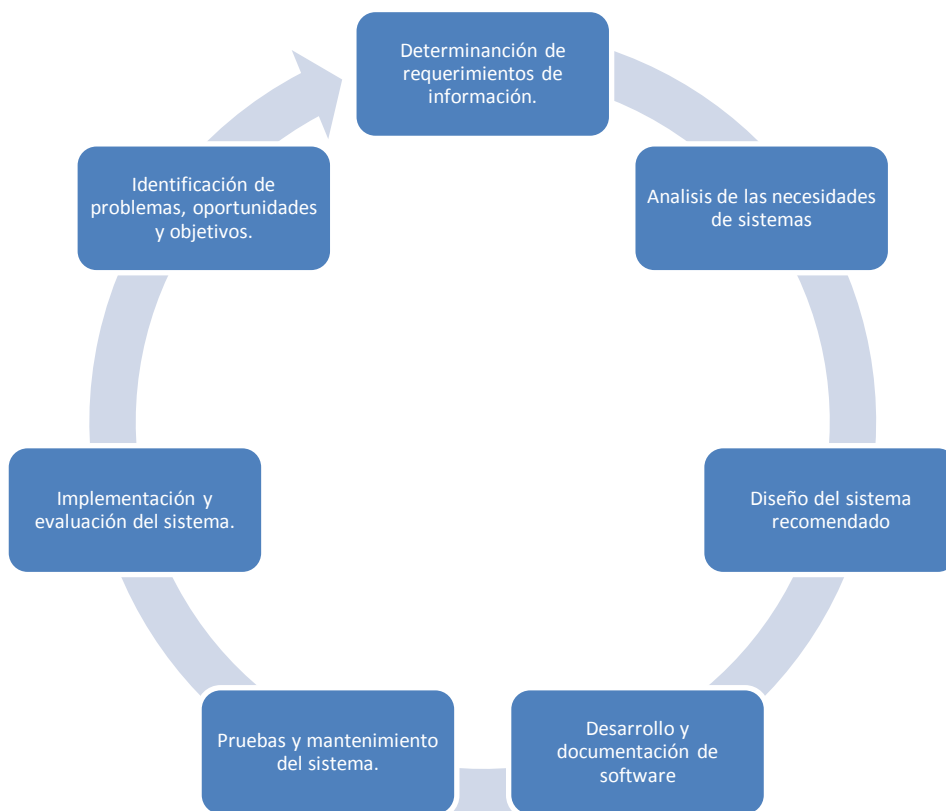 Determinanción de
requerimientos de
información.
Analisis de las necesidades
de sistemas
Diseño del sistema
recomendado
Desarrollo y
documentación de
software
Pruebas y mantenimiento
del sistema.
Implementación y
evaluación del sistema.
Identificación de
problemas, oportunidades
y objetivos.